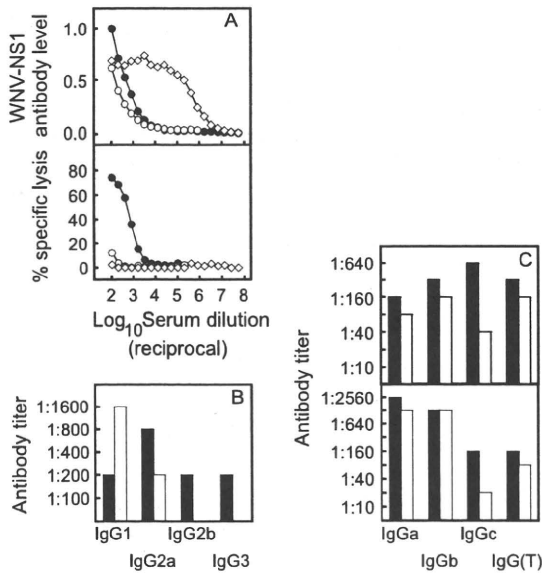 A
WNV-NS1
antibody level
1.0
0.5
0.0
% specific lysis
80
60
40
20
0
2 3 4 5 6 7 8
Log10Serum dilution
(reciprocal)
B
Antibody titer
1:1600
1:800
1:400
1:200
1:100
IgG1 IgG2b
IgG2a IgG3
C
Antibody titer
1:640
1:160
1:40
1:10
1:2560
1:640
1:40
1:10
IgGa IgGc
IgGb IgG(T)